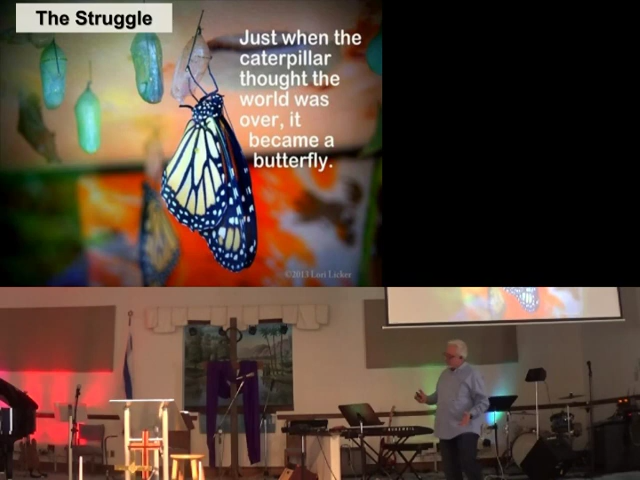 The Struggle
Just when the
caterpillar
thought the
world was
over, it
became a
butterfly.
©2013 Lori Licker